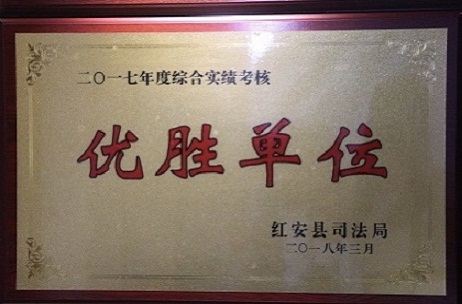 二〇一七年度综合实绩考核
优胜单位
红安县司法局
二〇一八年三月